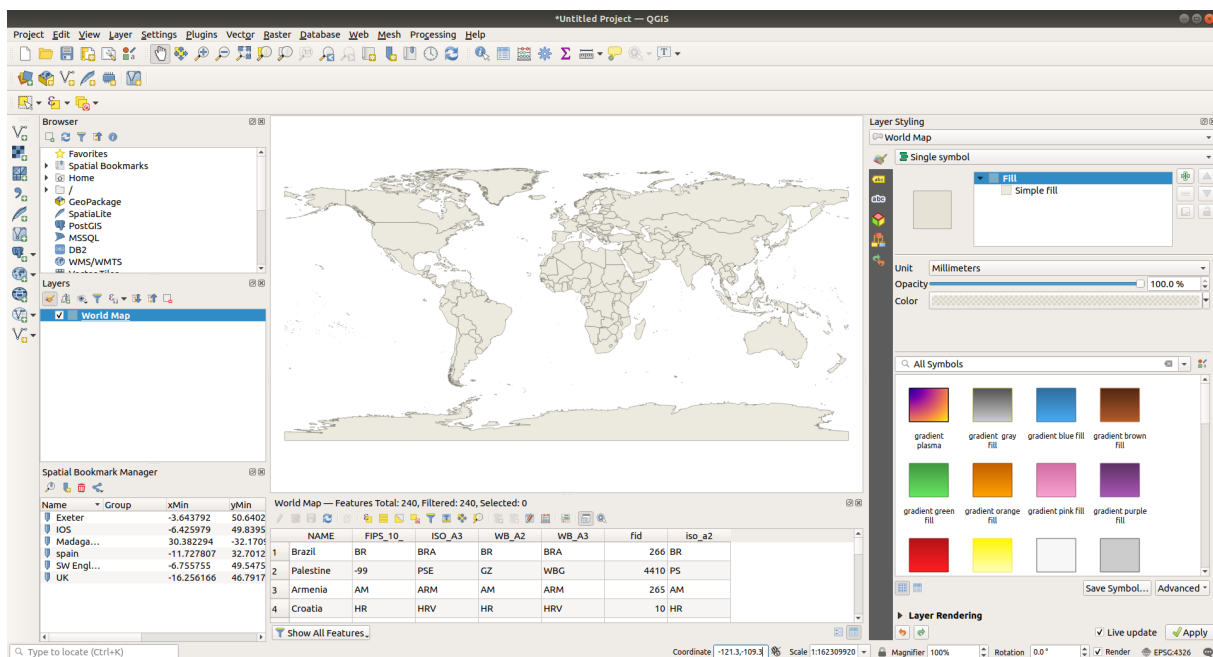 *Untitled Project — QGIS
Project Edit View Layer Settings Plugins Vector Raster Database Web Mesh Processing Help
Browser
Favorites
Spatial Bookmarks
Home
/
GeoPackage
SpatiaLite
PostGIS
MSSQL
DB2
WMS/WMTS
Layers
World Map
Spatial Bookmark Manager
Name Group xMin yMin
Exeter -3.643792 50.6402
IOS -6.425979 49.8395
Madaga... 30.382294 -32.1709
spain -11.727807 32.7012
SW Engl... -6.755755 49.5475
UK -16.256166 46.7917
World Map — Features Total: 240, Filtered: 240, Selected: 0
NAME FIPS_10_ ISO_A3 WB_A2 WB_A3 fid iso_a2
1 Brazil BR BRA BR BRA 266 BR
2 Palestine -99 PSE GZ WBG 4410 PS
3 Armenia AM ARM AM ARM 265 AM
4 Croatia HR HRV HR HRV 10 HR
Show All Features
Layer Styling
World Map
Single symbol
Fill
Simple fill
Unit Millimeters
Opacity 100.0 %
Color
All Symbols
gradient plasma
gradient gray fill
gradient blue fill
gradient brown fill
gradient green fill
gradient orange fill
gradient pink fill
gradient purple fill
Save Symbol... Advanced
Layer Rendering
Live update Apply
Type to locate (Ctrl+K)
Coordinate -121.3,-109.3 Scale 1:162309920 Magnifier 100% Rotation 0.0 ° Render EPSG:4326